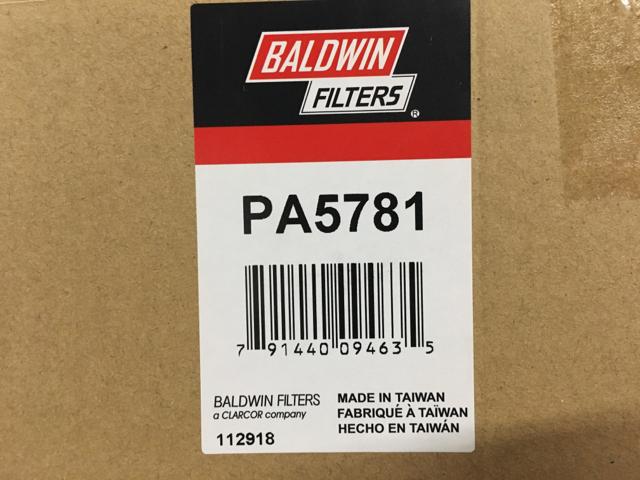 BALDWIN
FILTERS ®
PA5781
7 91440 09463 5
BALDWIN FILTERS
a CLARCOR company
112918
MADE IN TAIWAN
FABRIQUÉ À TAÏWAN
HECHO EN TAIWÁN